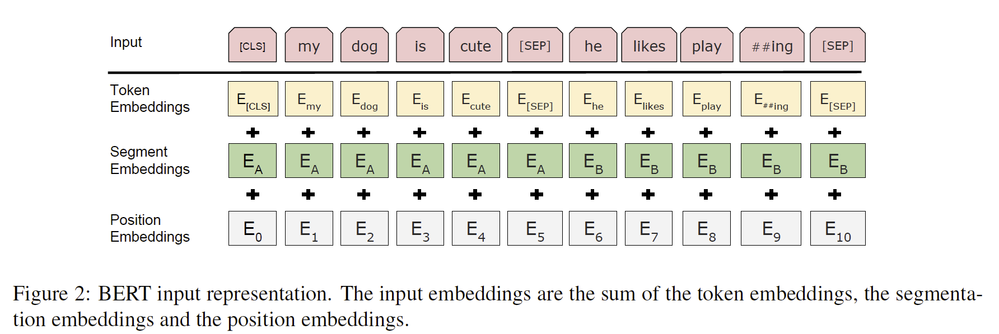 Input [CLS] my dog is cute [SEP] he likes play ##ing [SEP]
Token
Embeddings E[CLS] Emy Edog Eis Ecute E[SEP] Ehe Elikes Eplay E##ing E[SEP]
+ + + + + + + + + + +
Segment
Embeddings EA EA EA EA EA EA EB EB EB EB EB
+ + + + + + + + + + +
Position
Embeddings E0 E1 E2 E3 E4 E5 E6 E7 E8 E9 E10
Figure 2: BERT input representation. The input embeddings are the sum of the token embeddings, the segmenta-
tion embeddings and the position embeddings.